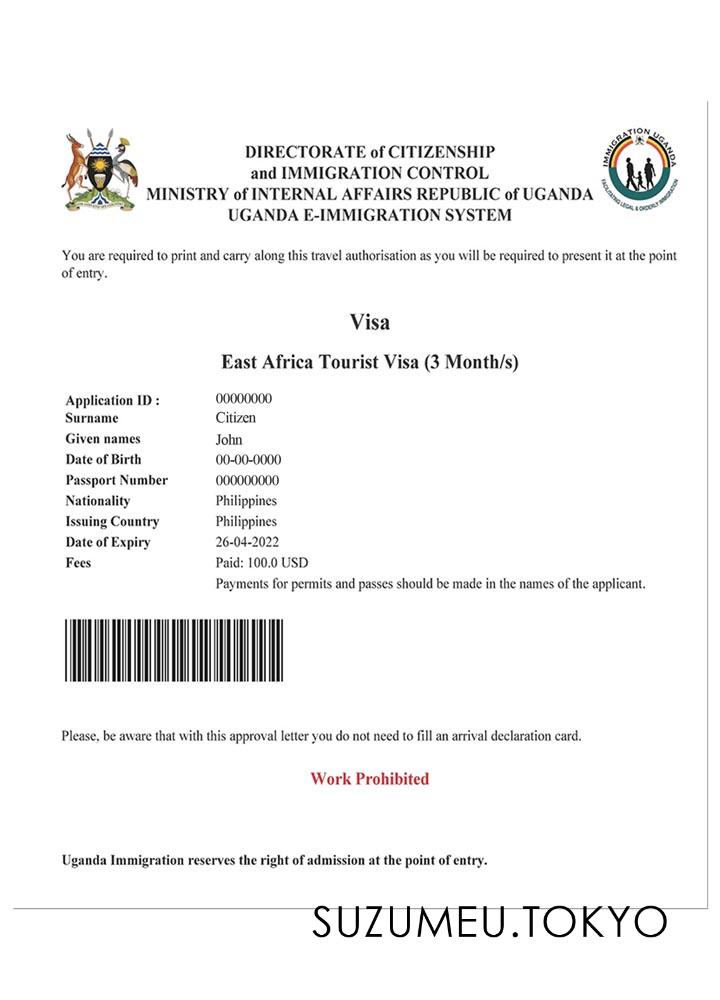 DIRECTORATE of CITIZENSHIP
and IMMIGRATION CONTROL
MINISTRY of INTERNAL AFFAIRS REPUBLIC of UGANDA
UGANDA E-IMMIGRATION SYSTEM
IMMIGRATION UGANDA
FACILITATING LEGAL & ORDERLY IMMIGRATION
You are required to print and carry along this travel authorisation as you will be required to present it at the point
of entry.
Visa
East Africa Tourist Visa (3 Month/s)
Application ID : 00000000
Surname Citizen
Given names John
Date of Birth 00-00-0000
Passport Number 000000000
Nationality Philippines
Issuing Country Philippines
Date of Expiry 26-04-2022
Fees Paid: 100.0 USD
Payments for permits and passes should be made in the names of the applicant.
Please, be aware that with this approval letter you do not need to fill an arrival declaration card.
Work Prohibited
Uganda Immigration reserves the right of admission at the point of entry.
SUZUMEU.TOKYO